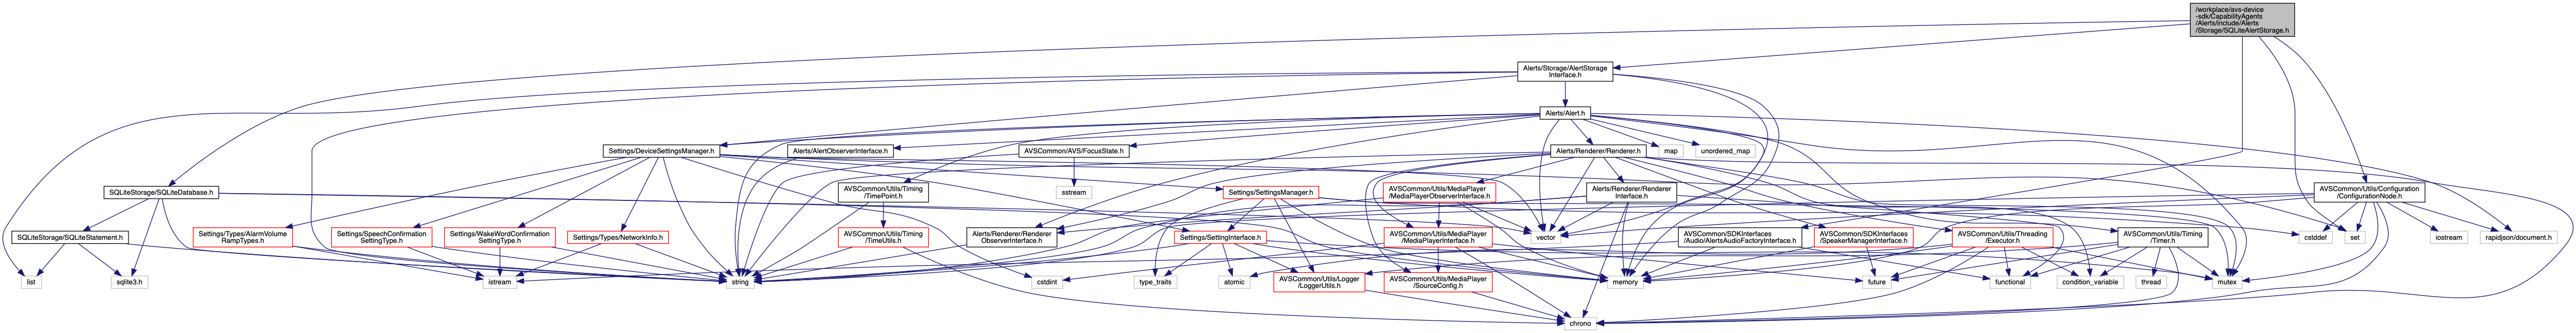 /workplace/avs-device
-sdk/CapabilityAgents
/Alerts/include/Alerts
/Storage/SQLiteAlertStorage.h
Alerts/Storage/AlertStorage
Interface.h
Alerts/Alert.h
Settings/DeviceSettingsManager.h
Alerts/AlertObserverInterface.h
AVSCommon/AVS/FocusState.h
Alerts/Renderer/Renderer.h
map
unordered_map
SQLiteStorage/SQLiteDatabase.h
AVSCommon/Utils/Timing
/TimePoint.h
sstream
Settings/SettingsManager.h
AVSCommon/Utils/MediaPlayer
/MediaPlayerObserverInterface.h
Alerts/Renderer/Renderer
Interface.h
AVSCommon/Utils/Configuration
/ConfigurationNode.h
SQLiteStorage/SQLiteStatement.h
Settings/Types/AlarmVolume
RampTypes.h
Settings/SpeechConfirmation
SettingType.h
Settings/WakeWordConfirmation
SettingType.h
Settings/Types/NetworkInfo.h
AVSCommon/Utils/Timing
/TimeUtils.h
Alerts/Renderer/Renderer
ObserverInterface.h
Settings/SettingInterface.h
AVSCommon/Utils/MediaPlayer
/MediaPlayerInterface.h
vector
AVSCommon/SDKInterfaces
/Audio/AlertsAudioFactoryInterface.h
AVSCommon/SDKInterfaces
/SpeakerManagerInterface.h
AVSCommon/Utils/Threading
/Executor.h
AVSCommon/Utils/Timing
/Timer.h
cstddef
set
iostream
rapidjson/document.h
list
sqlite3.h
istream
string
cstdint
type_traits
atomic
AVSCommon/Utils/Logger
/LoggerUtils.h
AVSCommon/Utils/MediaPlayer
/SourceConfig.h
memory
future
functional
condition_variable
thread
mutex
chrono